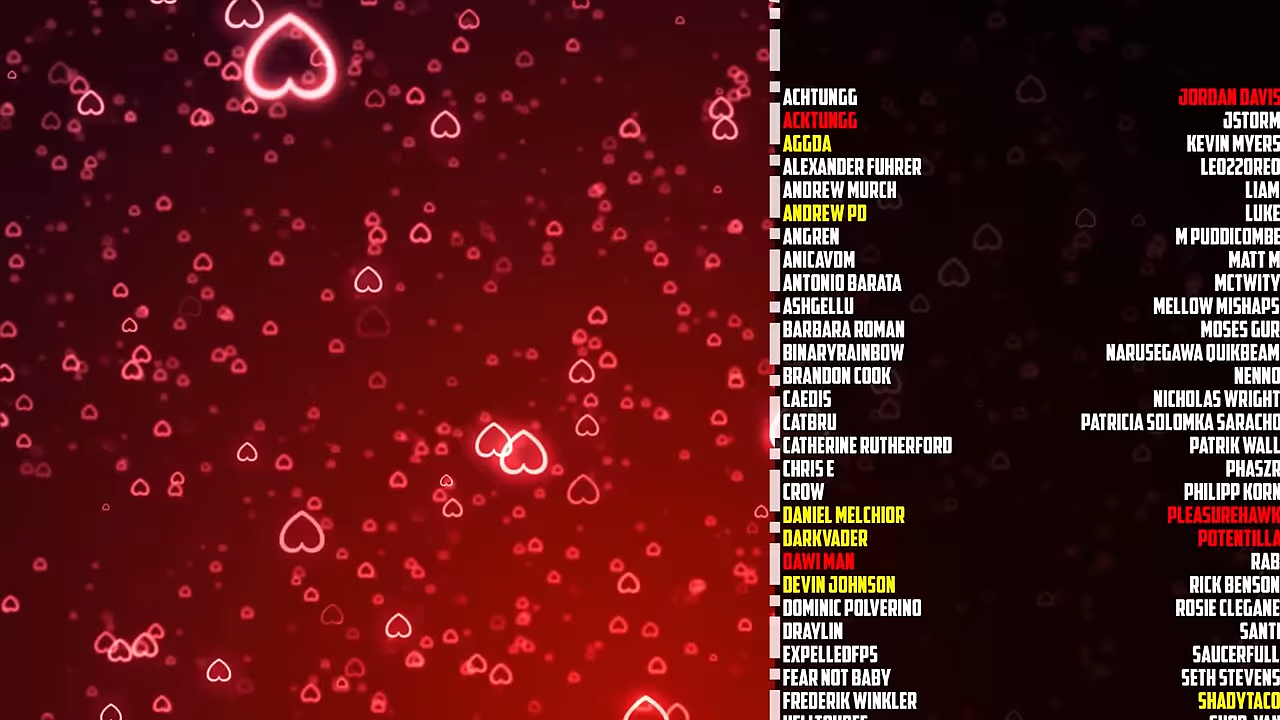 ACHTUNGG
ACKTUNGG
AGGDA
ALEXANDER FUHRER
ANDREW MURCH
ANDREW PD
ANGREN
ANICAVDM
ANTONIO BARATA
ASHGELLU
BARBARA ROMAN
BINARYRAINBOW
BRANDON COOK
CAEDIS
CATBRU
CATHERINE RUTHERFORD
CHRIS E
CROW
DANIEL MELCHIOR
DARKVADER
DAWI MAN
DEVIN JOHNSON
DOMINIC POLVERINO
DRAYLIN
EXPELLEDFPS
FEAR NOT BABY
FREDERIK WINKLER
JORDAN DAVIS
JSTORM
KEVIN MYERS
LEO22OREO
LIAM
LUKE
M PUDDICOMBE
MATT M
MCTWITY
MELLOW MISHAPS
MOSES GUR
NARUSEGAWA QUIKBEAM
NENNO
NICHOLAS WRIGHT
PATRICIA SOLOMKA SARACHO
PATRIK WALL
PHASZR
PHILIPP KORN
PLEASUREHAWK
POTENTILLA
RAB
RICK BENSON
ROSIE CLEGANE
SANTI
SAUCERFULL
SETH STEVENS
SHADYTACO